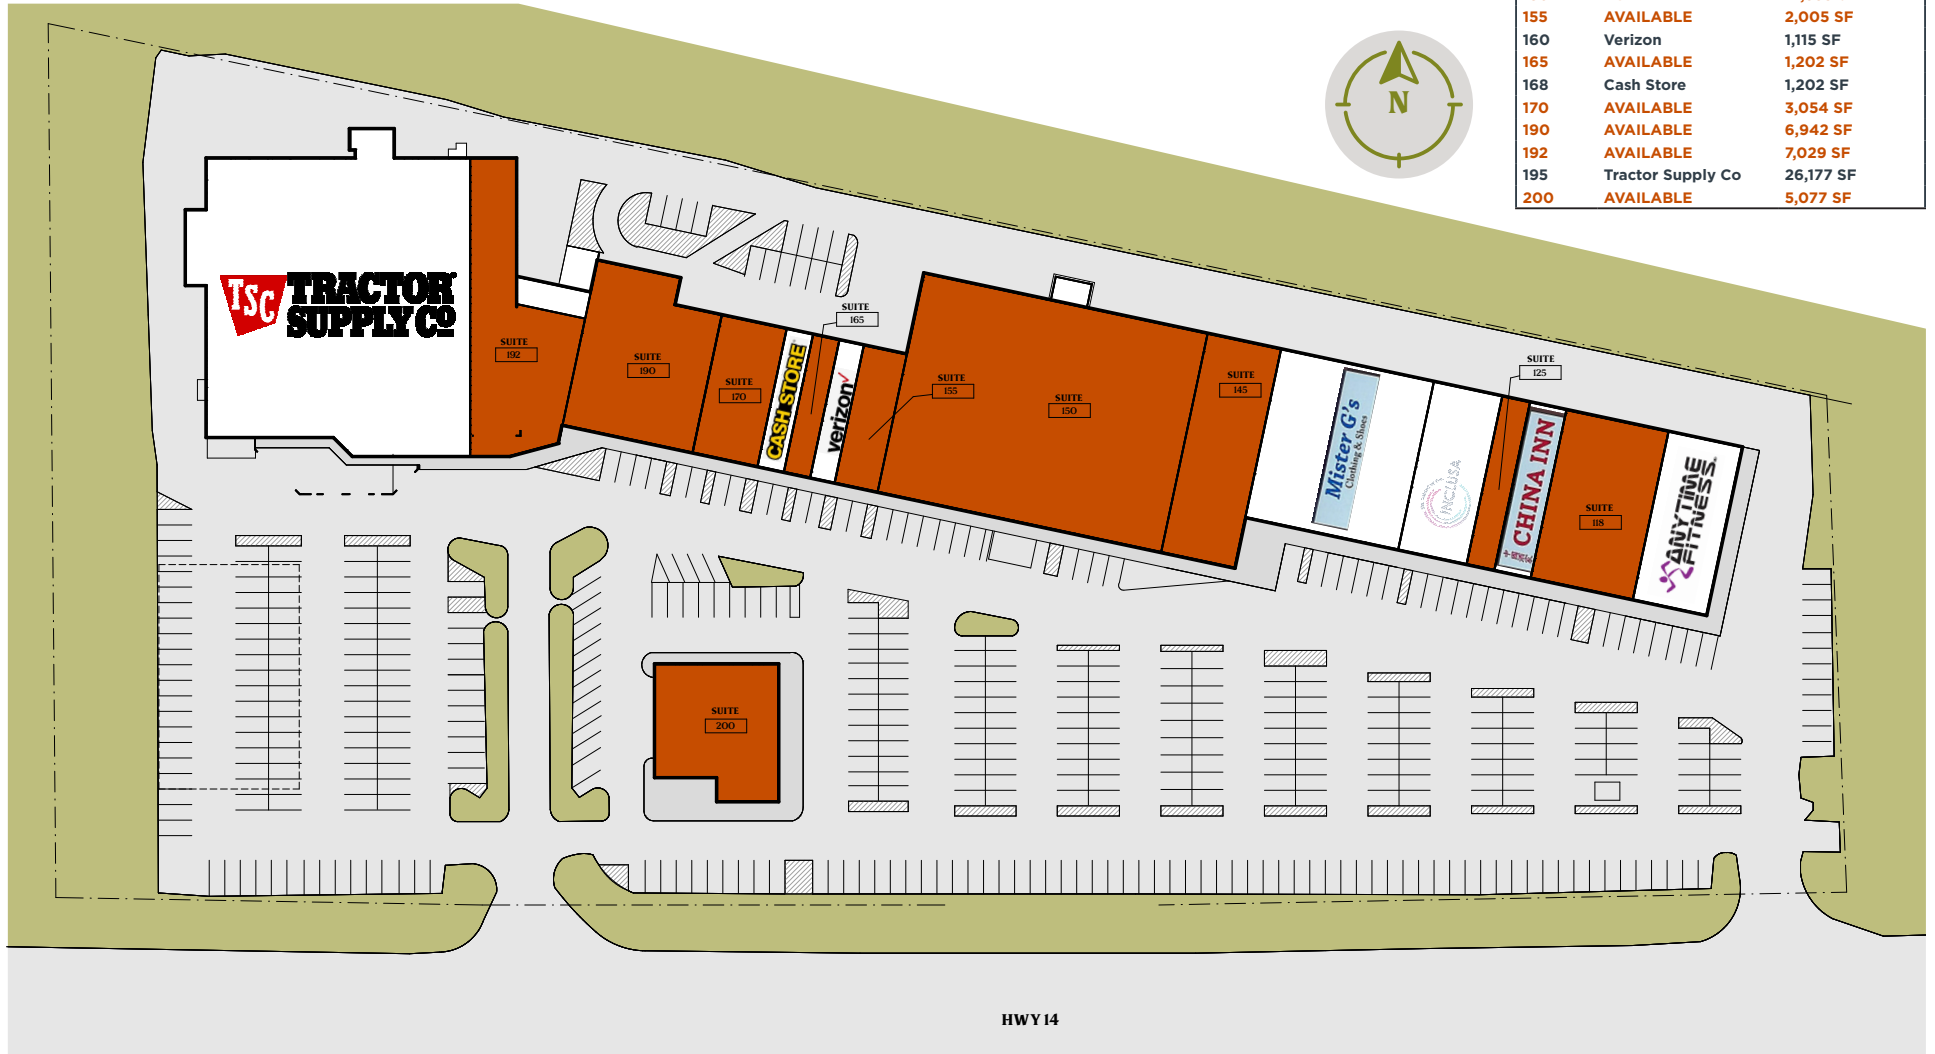 155 AVAILABLE 2,005 SF
160 Verizon 1,115 SF
165 AVAILABLE 1,202 SF
168 Cash Store 1,202 SF
170 AVAILABLE 3,054 SF
190 AVAILABLE 6,942 SF
192 AVAILABLE 7,029 SF
195 Tractor Supply Co 26,177 SF
200 AVAILABLE 5,077 SF
N
TSC TRACTOR
SUPPLY CO
SUITE
192
SUITE
190
SUITE
170
CASH STORE
SUITE
165
verizon
SUITE
155
SUITE
150
SUITE
145
Mister G's
Clothing & Shoes
INCLUSA
SUITE
125
CHINA INN
SUITE
118
ANYTIME
FITNESS
SUITE
200
HWY 14